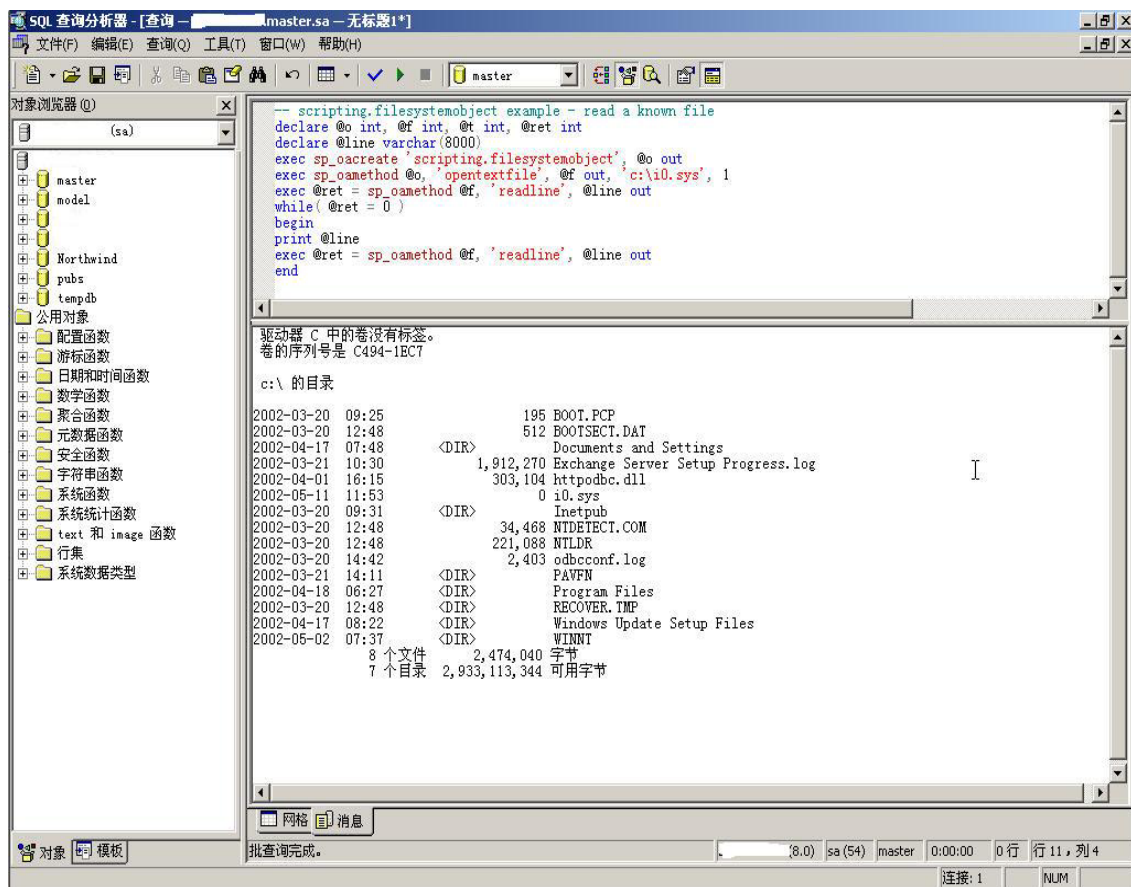 SQL 查询分析器 - [查询 — \master.sa — 无标题1*]
文件(F) 编辑(E) 查询(Q) 工具(T) 窗口(W) 帮助(H)
master
对象浏览器(O)
(sa)
master
model
Northwind
pubs
tempdb
公用对象
配置函数
游标函数
日期和时间函数
数学函数
聚合函数
元数据函数
安全函数
字符串函数
系统函数
系统统计函数
text 和 image 函数
行集
系统数据类型
对象 模板
-- scripting.filesystemobject example - read a known file
declare @o int, @f int, @t int, @ret int
declare @line varchar(8000)
exec sp_oacreate 'scripting.filesystemobject', @o out
exec sp_oamethod @o, 'opentextfile', @f out, 'c:\i0.sys', 1
exec @ret = sp_oamethod @f, 'readline', @line out
while( @ret = 0 )
begin
print @line
exec @ret = sp_oamethod @f, 'readline', @line out
end
驱动器 C 中的卷没有标签。
卷的序列号是 C494-1EC7
c:\ 的目录
2002-03-20 09:25 195 BOOT.PCP
2002-03-20 12:48 512 BOOTSECT.DAT
2002-04-17 07:48 <DIR> Documents and Settings
2002-03-21 10:30 1,912,270 Exchange Server Setup Progress.log
2002-04-01 16:15 303,104 httpodbc.dll
2002-05-11 11:53 0 i0.sys
2002-03-20 09:31 <DIR> Inetpub
2002-03-20 12:48 34,468 NTDETECT.COM
2002-03-20 12:48 221,088 NTLDR
2002-03-20 14:42 2,403 odbcconf.log
2002-03-21 14:11 <DIR> PAVFN
2002-04-18 06:27 <DIR> Program Files
2002-03-20 12:48 <DIR> RECOVER.TMP
2002-04-17 08:22 <DIR> Windows Update Setup Files
2002-05-02 07:37 <DIR> WINNT
8 个文件 2,474,040 字节
7 个目录 2,933,113,344 可用字节
网格 消息
批查询完成。 (8.0) sa (54) master 0:00:00 0 行 行 11，列 4
连接: 1 NUM